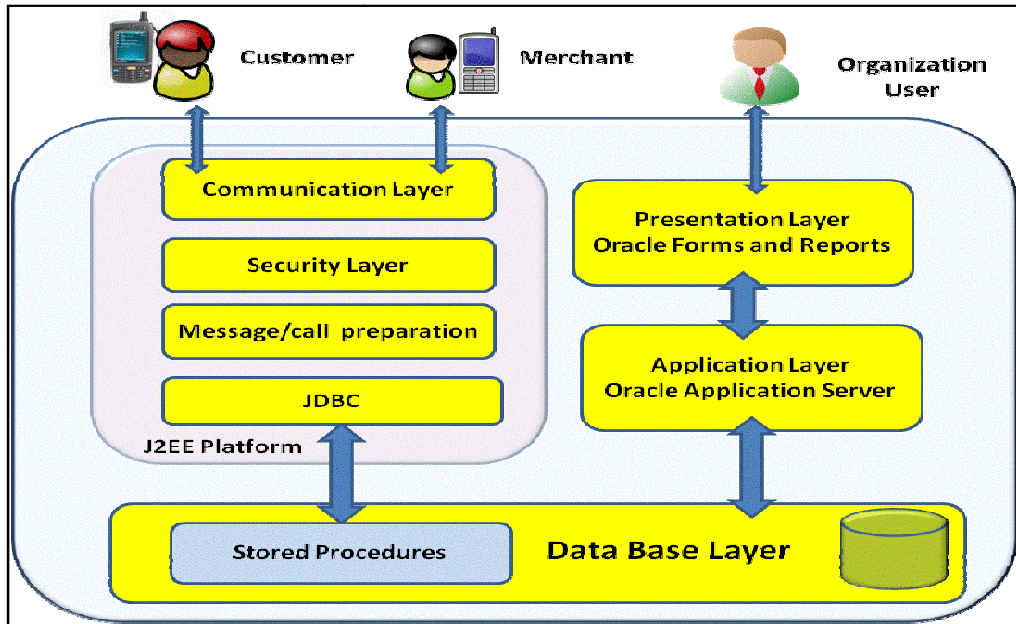 Customer
Merchant
Organization
User
Communication Layer
Security Layer
Message/call preparation
JDBC
J2EE Platform
Presentation Layer
Oracle Forms and Reports
Application Layer
Oracle Application Server
Stored Procedures
Data Base Layer